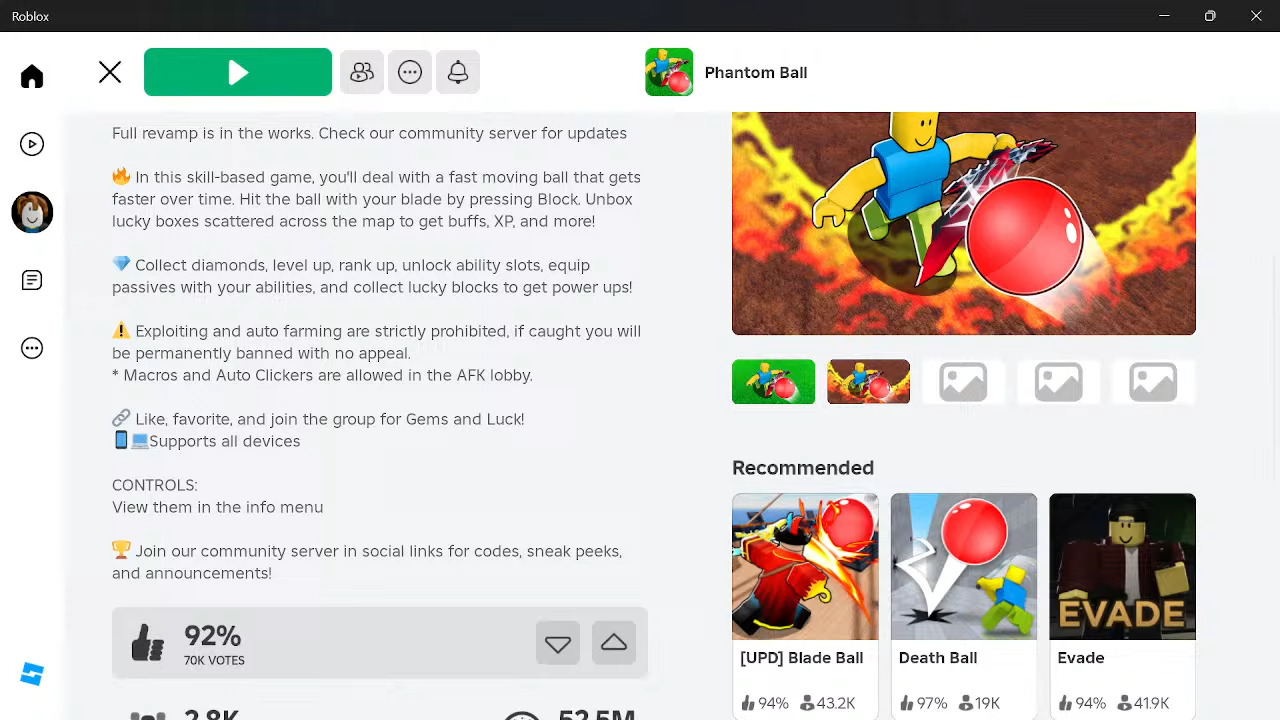 Roblox
Phantom Ball
Full revamp is in the works. Check our community server for updates
🔥 In this skill-based game, you'll deal with a fast moving ball that gets
faster over time. Hit the ball with your blade by pressing Block. Unbox
lucky boxes scattered across the map to get buffs, XP, and more!
💎 Collect diamonds, level up, rank up, unlock ability slots, equip
passives with your abilities, and collect lucky blocks to get power ups!
⚠️ Exploiting and auto farming are strictly prohibited, if caught you will
be permanently banned with no appeal.
* Macros and Auto Clickers are allowed in the AFK lobby.
🔗 Like, favorite, and join the group for Gems and Luck!
📱💻Supports all devices
CONTROLS:
View them in the info menu
🏆 Join our community server in social links for codes, sneak peeks,
and announcements!
92%
70K VOTES
2.8K
52.5M
Recommended
EVADE
[UPD] Blade Ball
Death Ball
Evade
94% 43.2K
97% 19K
94% 41.9K